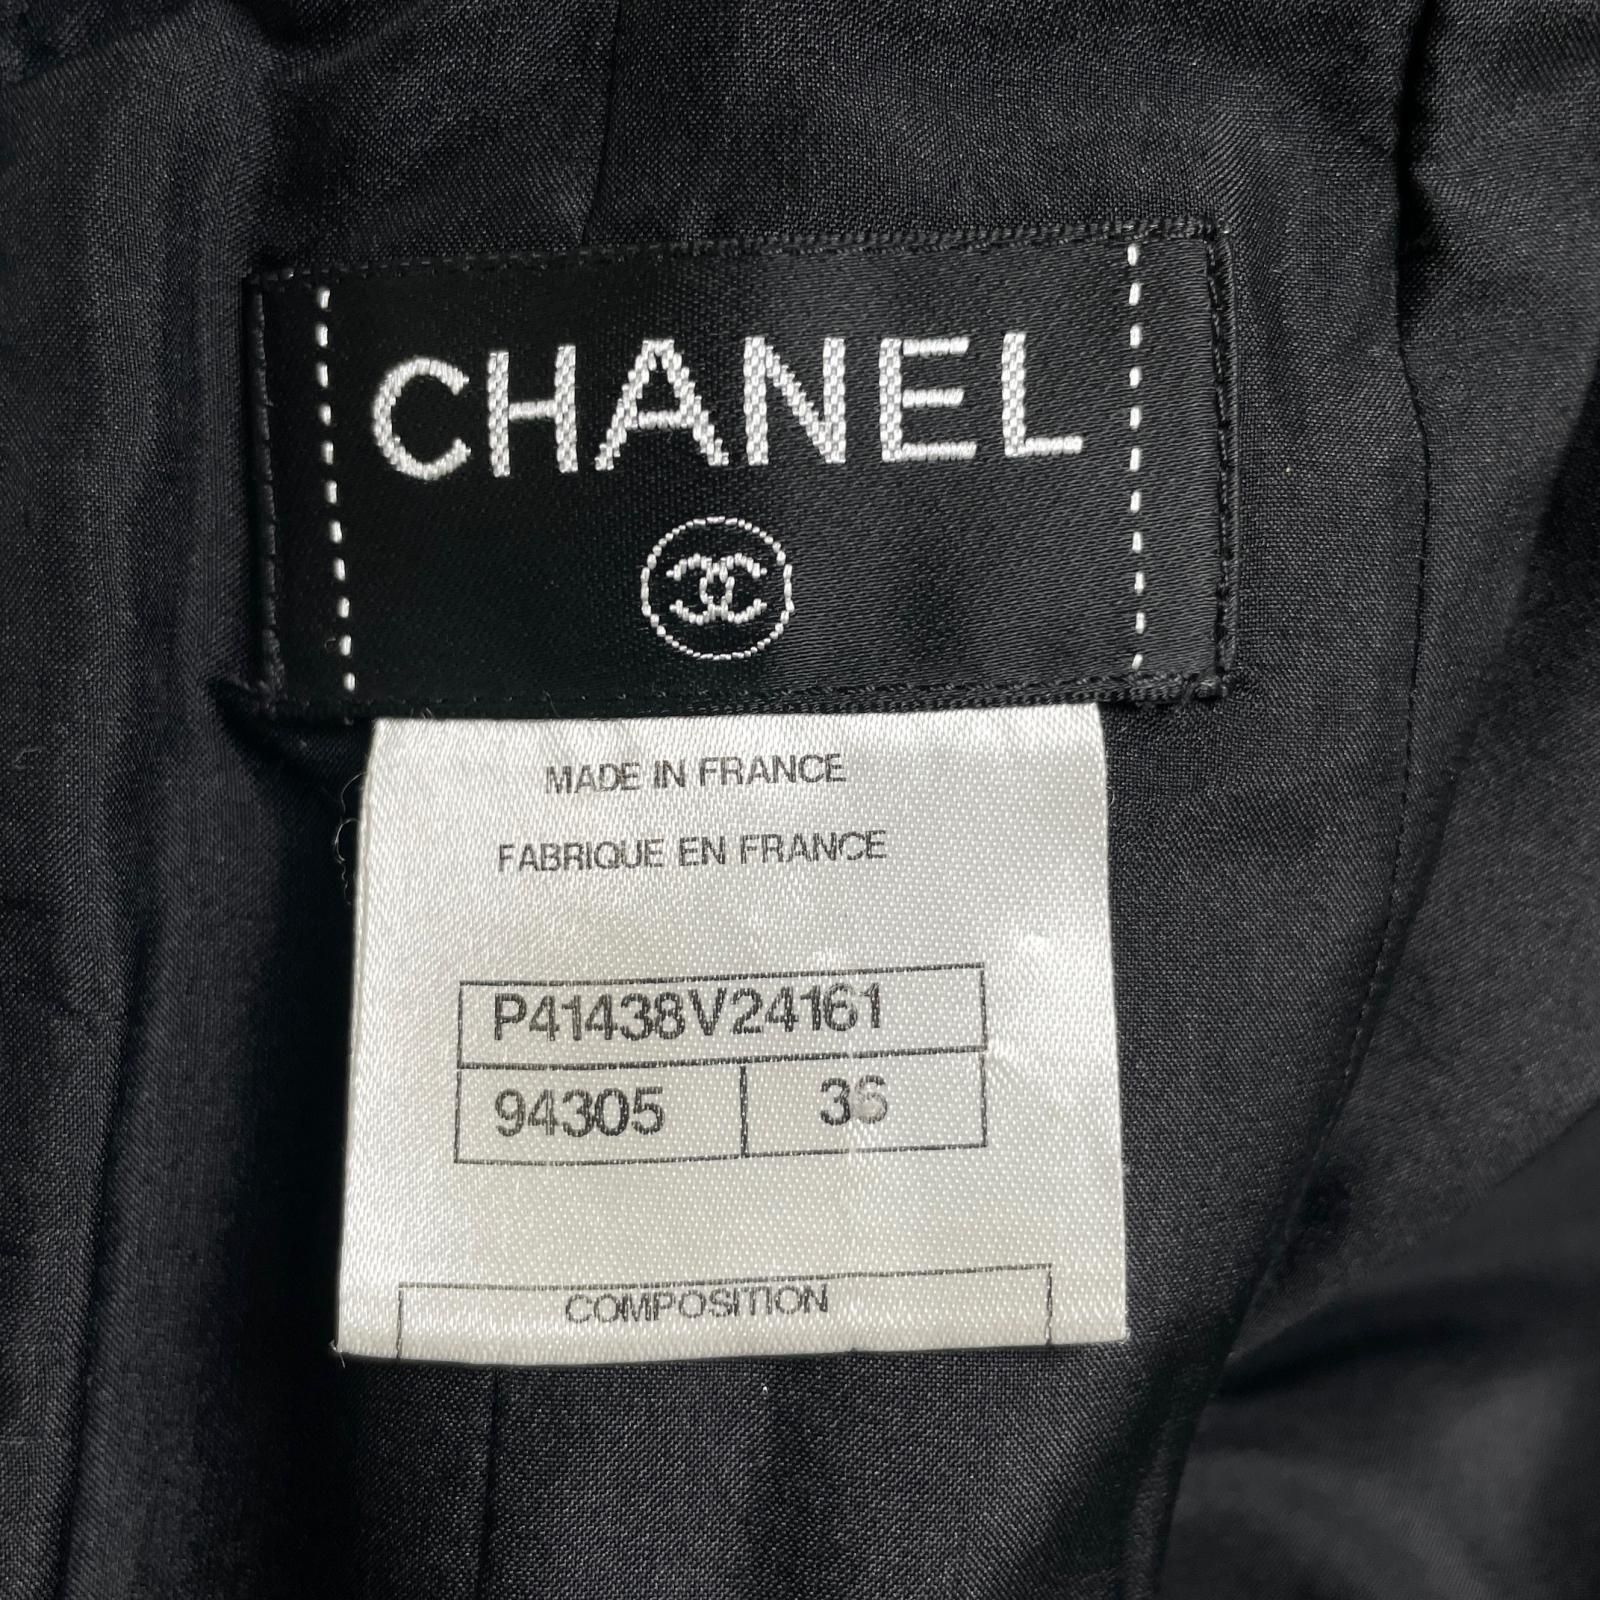 CHANEL
MADE IN FRANCE
FABRIQUE EN FRANCE
P41438V24161
94305 36
COMPOSITION